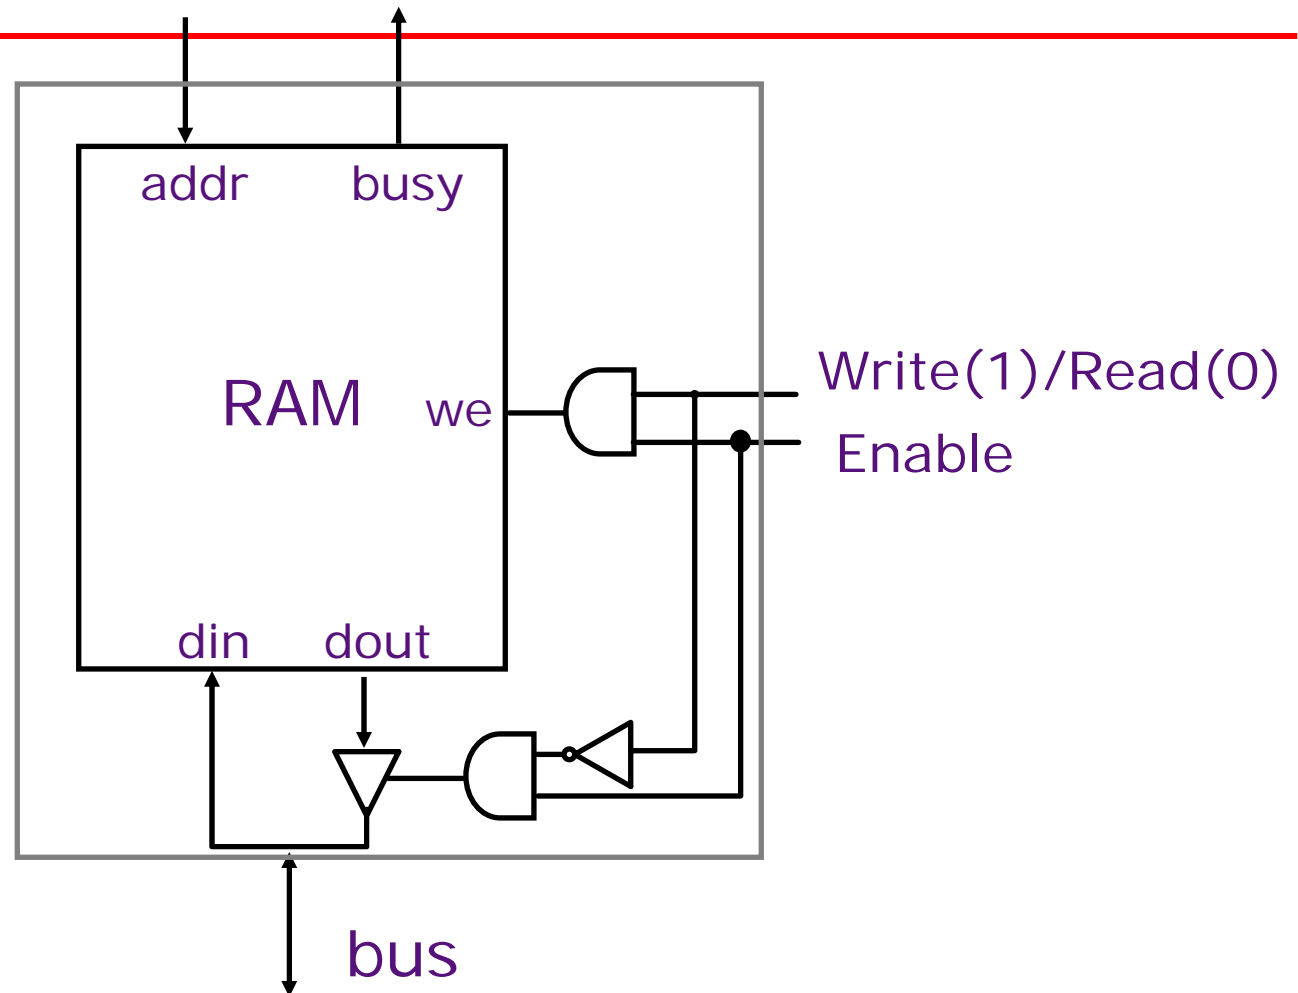 addr busy
Write(1)/Read(0)
RAM we
Enable
din dout
bus